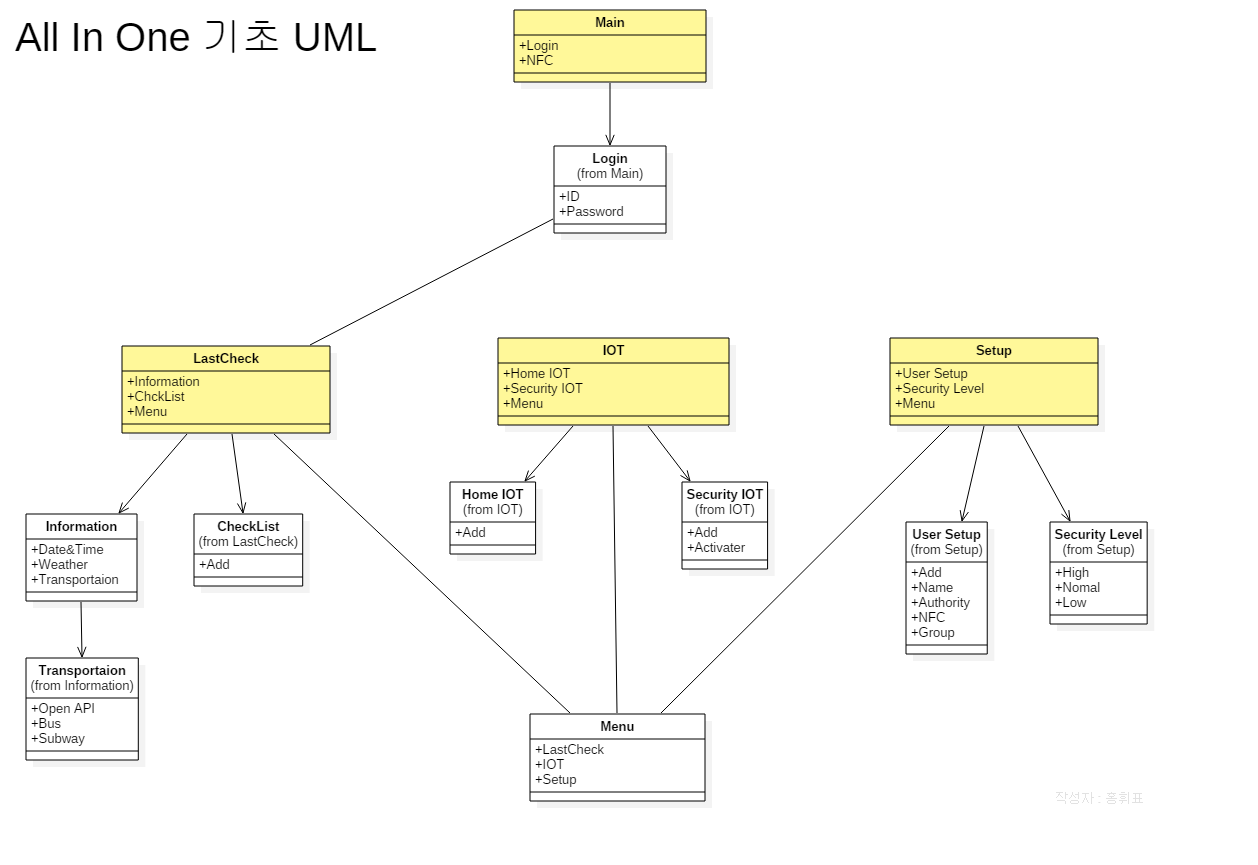 All In One 기초 UML
Main
+Login
+NFC
Login
(from Main)
+ID
+Password
LastCheck
+Information
+ChckList
+Menu
IOT
+Home IOT
+Security IOT
+Menu
Setup
+User Setup
+Security Level
+Menu
Information
+Date&Time
+Weather
+Transportaion
CheckList
(from LastCheck)
+Add
Home IOT
(from IOT)
+Add
Security IOT
(from IOT)
+Add
+Activater
User Setup
(from Setup)
+Add
+Name
+Authority
+NFC
+Group
Security Level
(from Setup)
+High
+Nomal
+Low
Transportaion
(from Information)
+Open API
+Bus
+Subway
Menu
+LastCheck
+IOT
+Setup
작성자 : 홍휘표